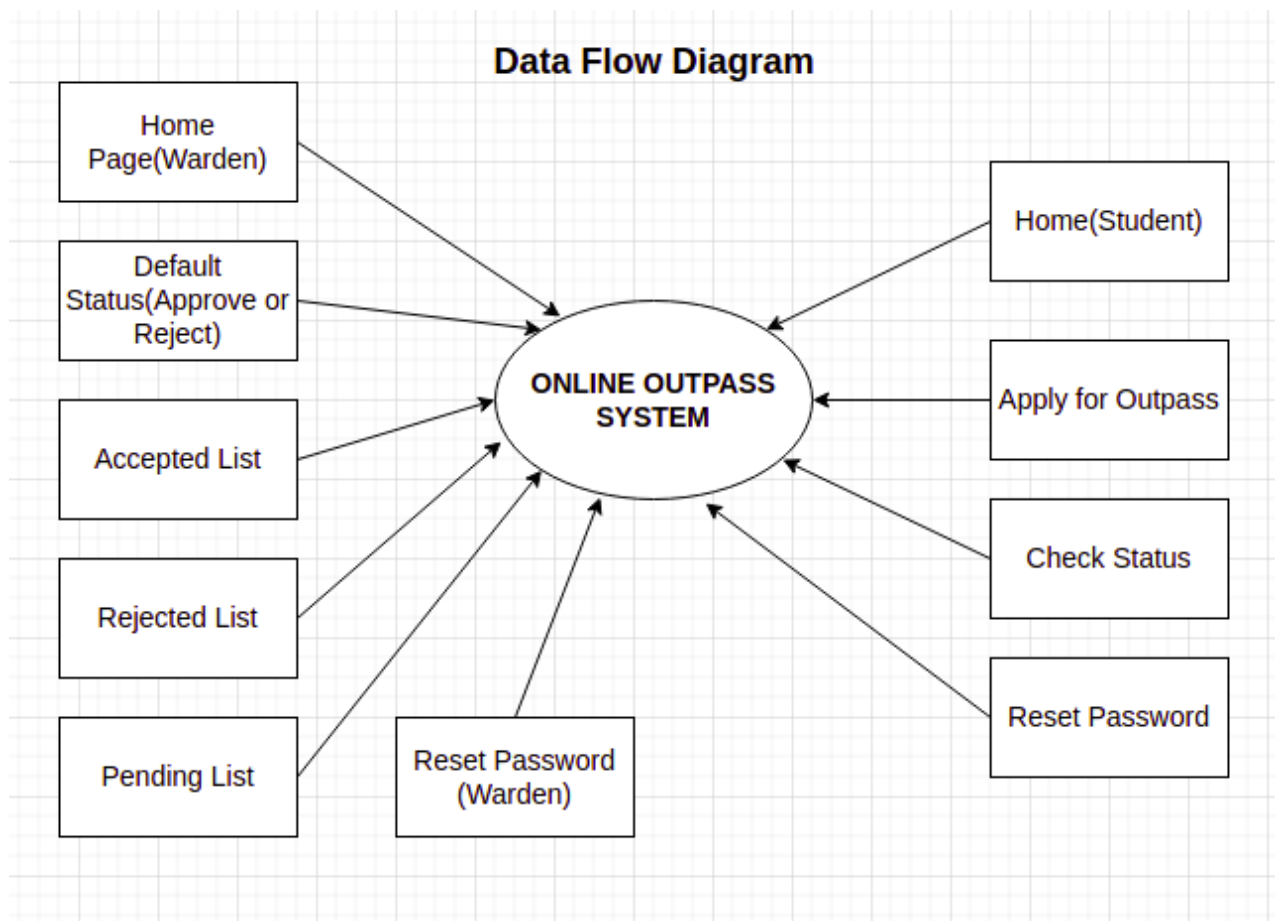 Data Flow Diagram
Home
Page(Warden)
Default
Status(Approve or
Reject)
Accepted List
Rejected List
Pending List
Reset Password
(Warden)
ONLINE OUTPASS
SYSTEM
Home(Student)
Apply for Outpass
Check Status
Reset Password